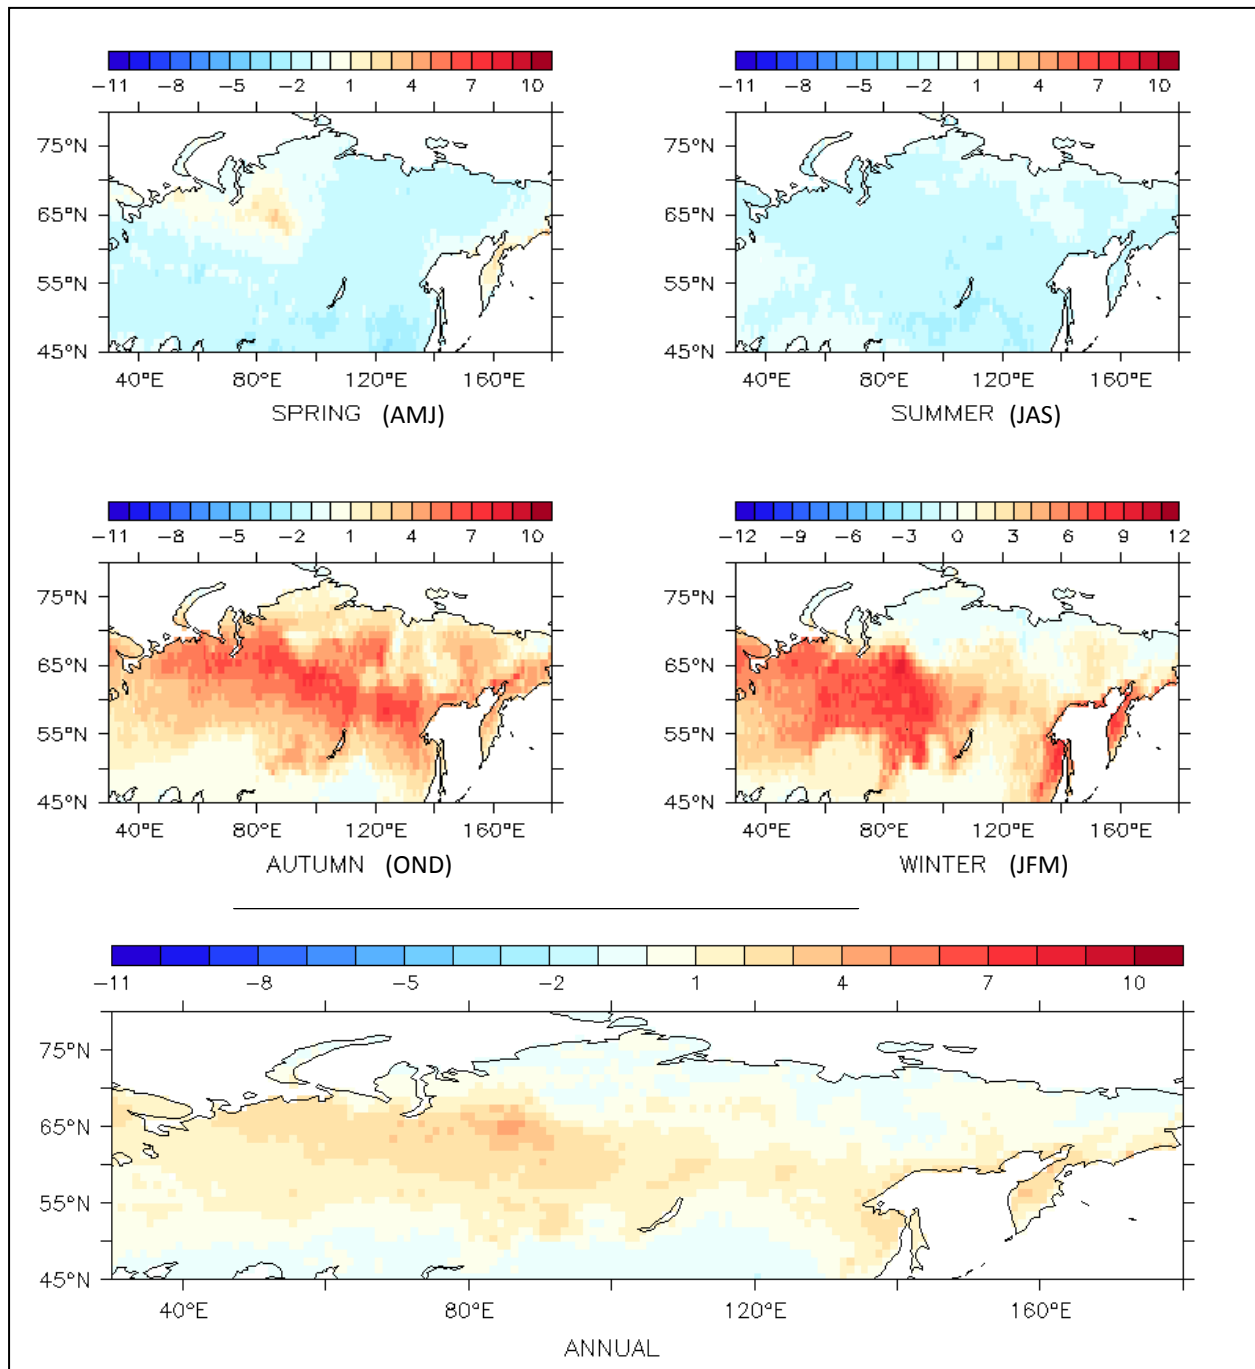 −11 −8 −5 −2 1 4 7 10
−11 −8 −5 −2 1 4 7 10
75°N
65°N
55°N
45°N
40°E 80°E 120°E 160°E
SPRING (AMJ)
75°N
65°N
55°N
45°N
40°E 80°E 120°E 160°E
SUMMER (JAS)
−11 −8 −5 −2 1 4 7 10
−12 −9 −6 −3 0 3 6 9 12
75°N
65°N
55°N
45°N
40°E 80°E 120°E 160°E
AUTUMN (OND)
75°N
65°N
55°N
45°N
40°E 80°E 120°E 160°E
WINTER (JFM)
−11 −8 −5 −2 1 4 7 10
75°N
65°N
55°N
45°N
40°E 80°E 120°E 160°E
ANNUAL